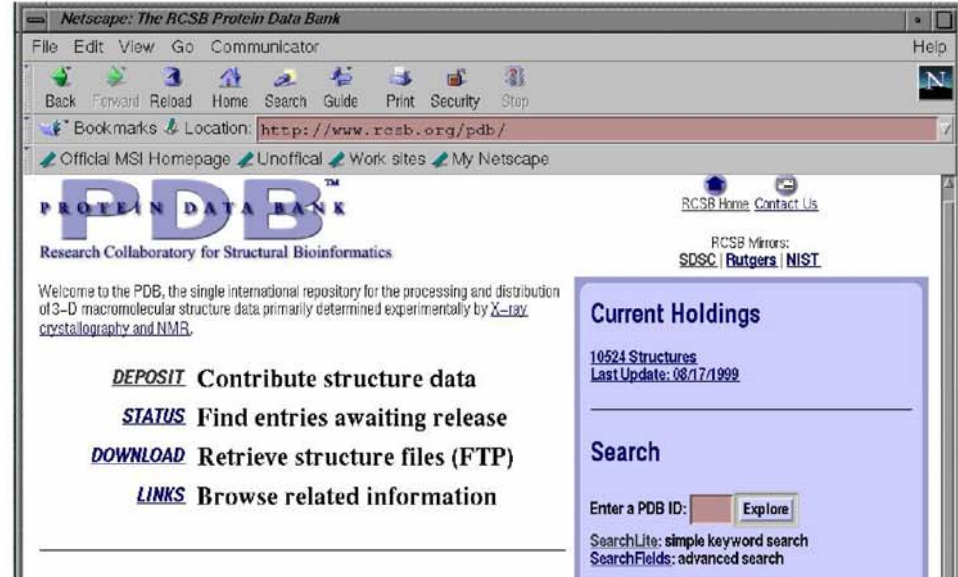 Netscape: The RCSB Protein Data Bank
File Edit View Go Communicator Help
Back Forward Reload Home Search Guide Print Security Stop
N
Bookmarks Location: http://www.rcsb.org/pdb/
Official MSI Homepage Unoffical Work sites My Netscape
PDB TM
PROTEIN DATA BANK
Research Collaboratory for Structural Bioinformatics
Welcome to the PDB, the single international repository for the processing and distribution
of 3-D macromolecular structure data primarily determined experimentally by X-ray
crystallography and NMR.
DEPOSIT Contribute structure data
STATUS Find entries awaiting release
DOWNLOAD Retrieve structure files (FTP)
LINKS Browse related information
RCSB Home Contact Us
RCSB Mirrors:
SDSC | Rutgers | NIST
Current Holdings
10524 Structures
Last Update: 08/17/1999
Search
Enter a PDB ID: Explore
SearchLite: simple keyword search
SearchFields: advanced search